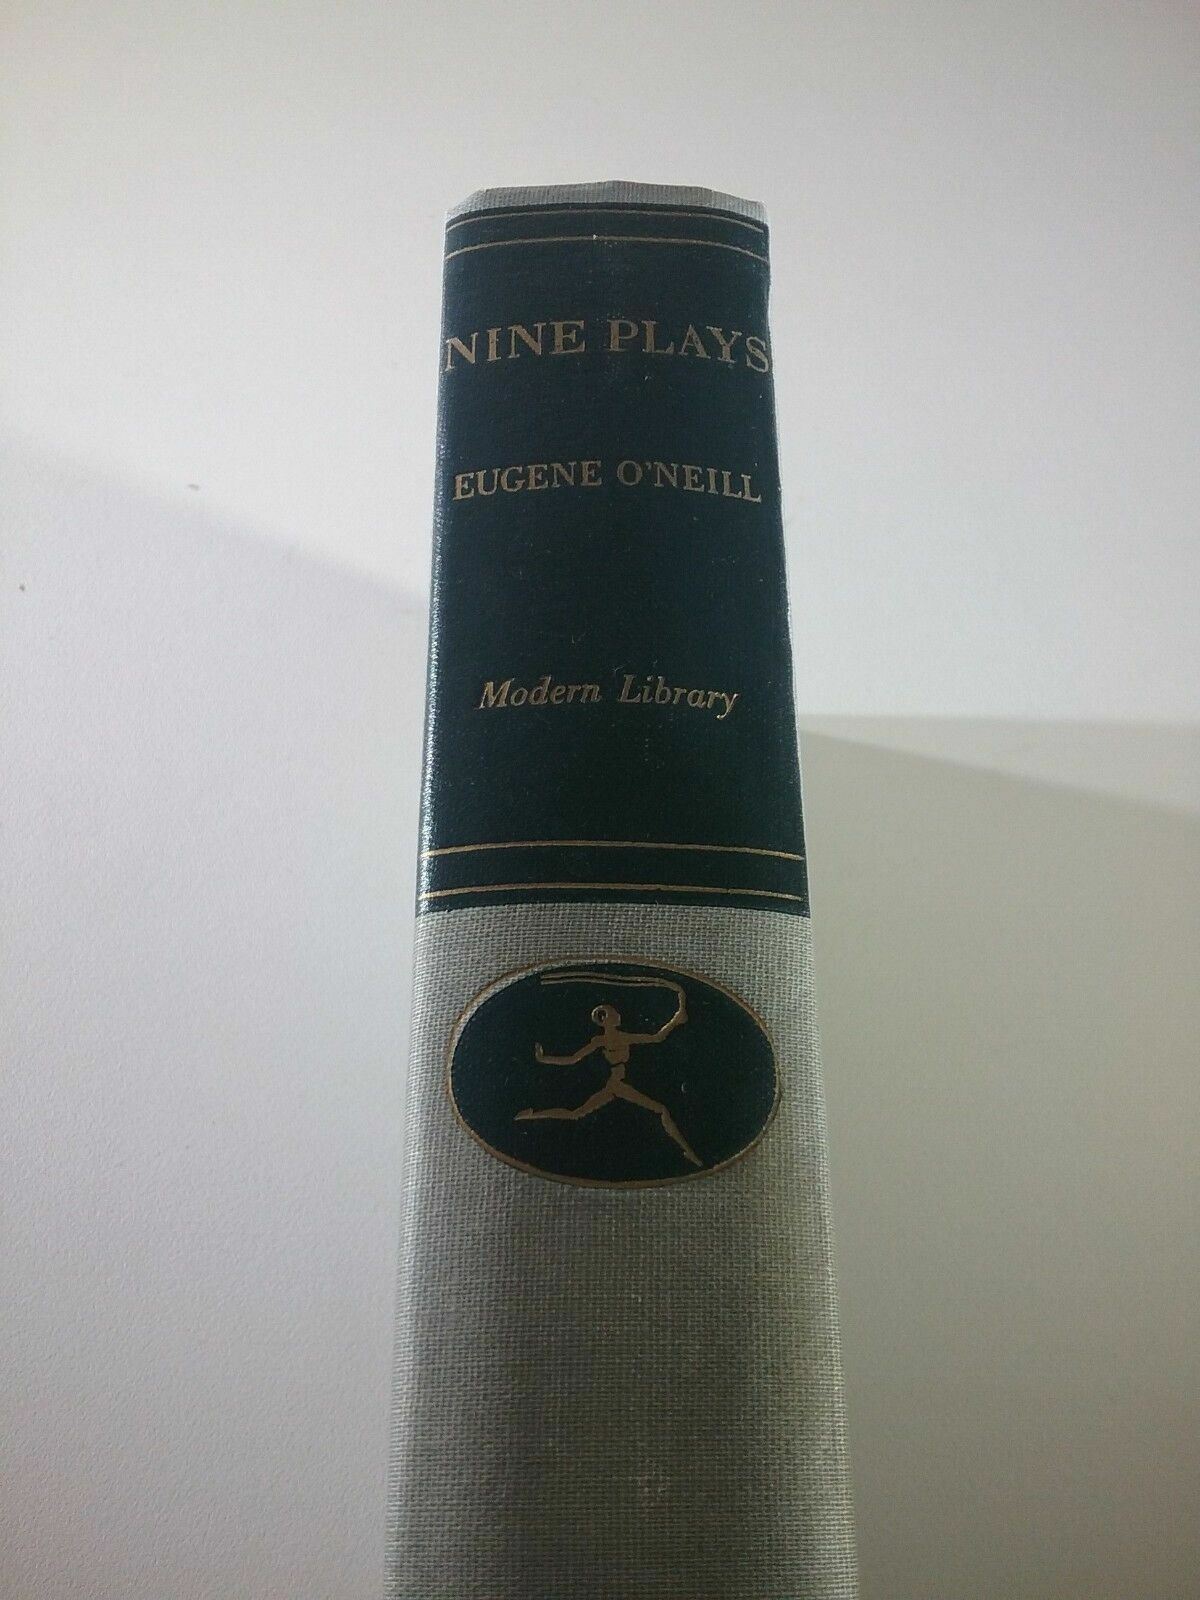 NINE PLAYS
EUGENE O'NEILL
Modern Library